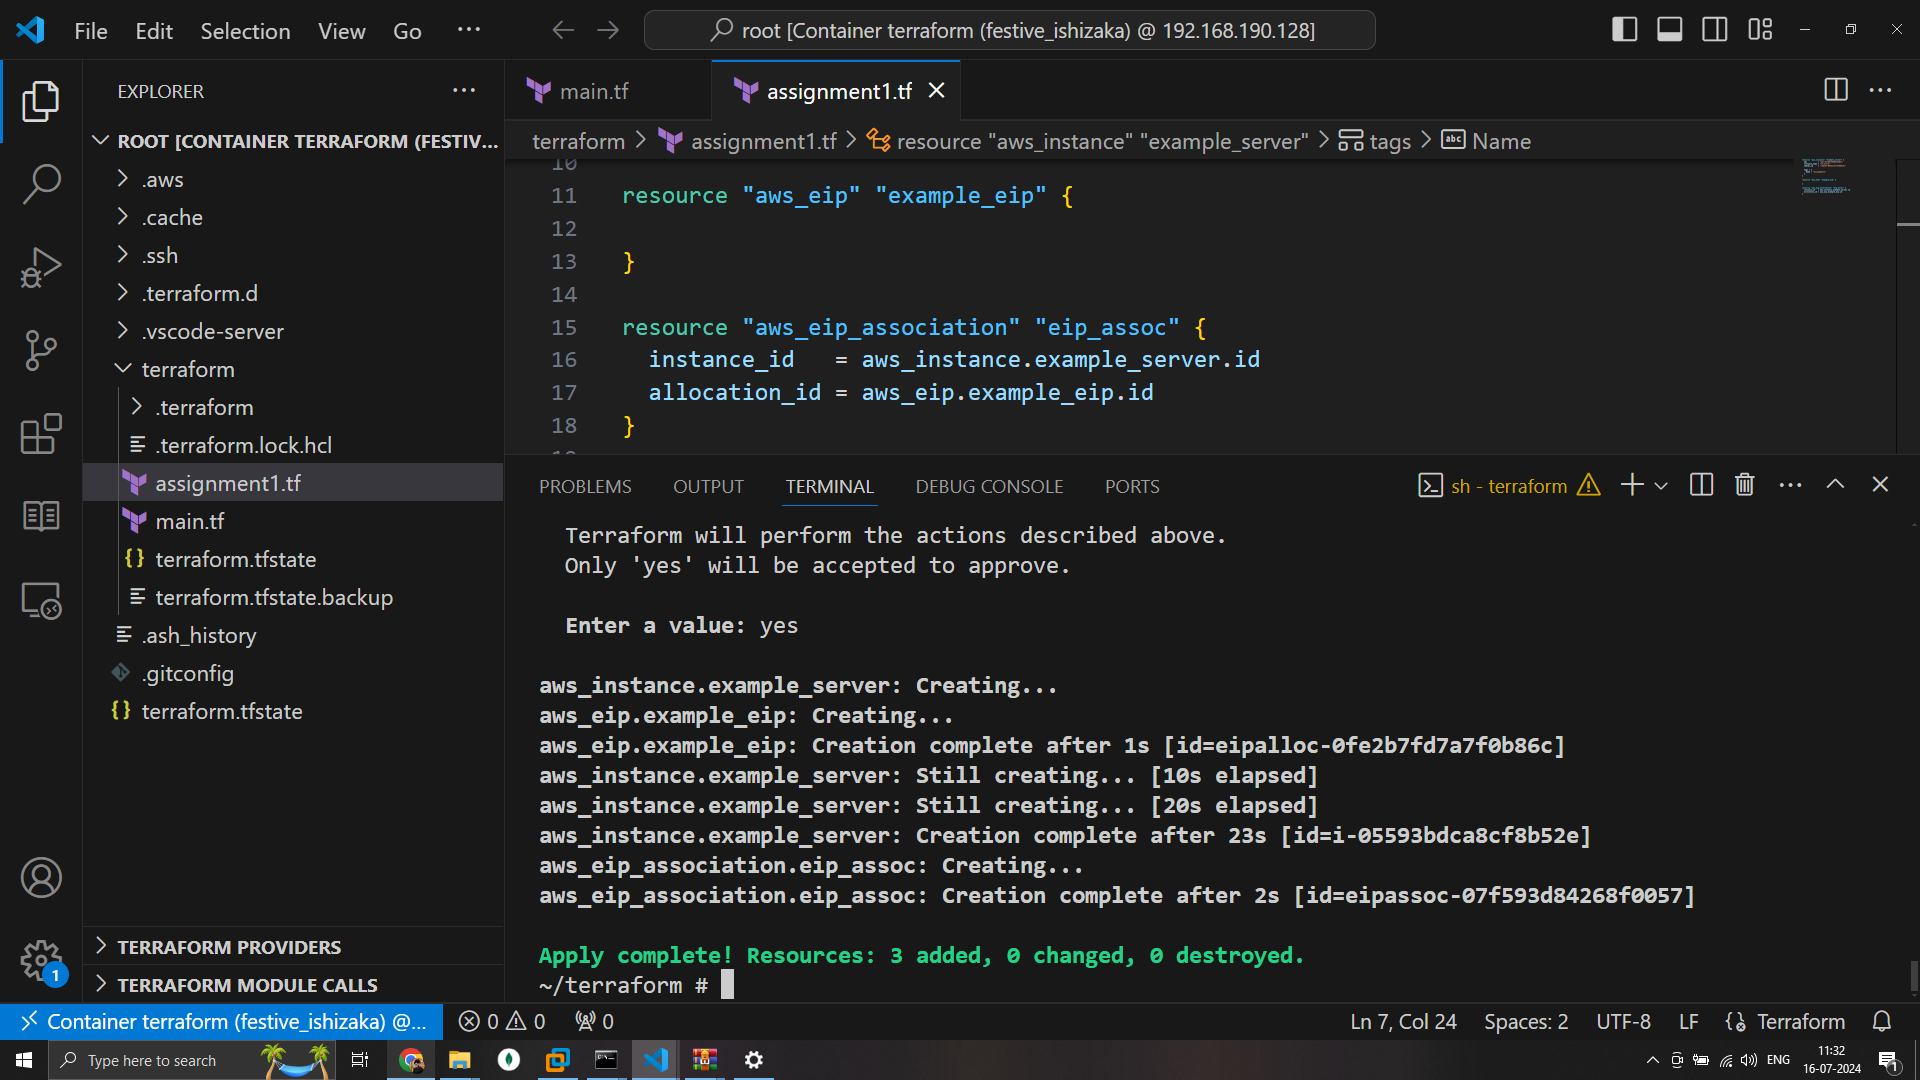 File Edit Selection View Go ···
root [Container terraform (festive_ishizaka) @ 192.168.190.128]
EXPLORER
ROOT [CONTAINER TERRAFORM (FESTIV...
.aws
.cache
.ssh
.terraform.d
.vscode-server
terraform
.terraform
.terraform.lock.hcl
assignment1.tf
main.tf
terraform.tfstate
terraform.tfstate.backup
.ash_history
.gitconfig
terraform.tfstate
TERRAFORM PROVIDERS
TERRAFORM MODULE CALLS
main.tf
assignment1.tf
terraform > assignment1.tf > resource "aws_instance" "example_server" > tags > abc Name
10
11 resource "aws_eip" "example_eip" {
12
13 }
14
15 resource "aws_eip_association" "eip_assoc" {
16   instance_id   = aws_instance.example_server.id
17   allocation_id = aws_eip.example_eip.id
18 }
PROBLEMS OUTPUT TERMINAL DEBUG CONSOLE PORTS
sh - terraform
Terraform will perform the actions described above.
Only 'yes' will be accepted to approve.
Enter a value: yes
aws_instance.example_server: Creating...
aws_eip.example_eip: Creating...
aws_eip.example_eip: Creation complete after 1s [id=eipalloc-0fe2b7fd7a7f0b86c]
aws_instance.example_server: Still creating... [10s elapsed]
aws_instance.example_server: Still creating... [20s elapsed]
aws_instance.example_server: Creation complete after 23s [id=i-05593bdca8cf8b52e]
aws_eip_association.eip_assoc: Creating...
aws_eip_association.eip_assoc: Creation complete after 2s [id=eipassoc-07f593d84268f0057]
Apply complete! Resources: 3 added, 0 changed, 0 destroyed.
~/terraform #
1
Container terraform (festive_ishizaka) @...
0 0 0
Ln 7, Col 24 Spaces: 2 UTF-8 LF Terraform
Type here to search
ENG
11:32
16-07-2024
1